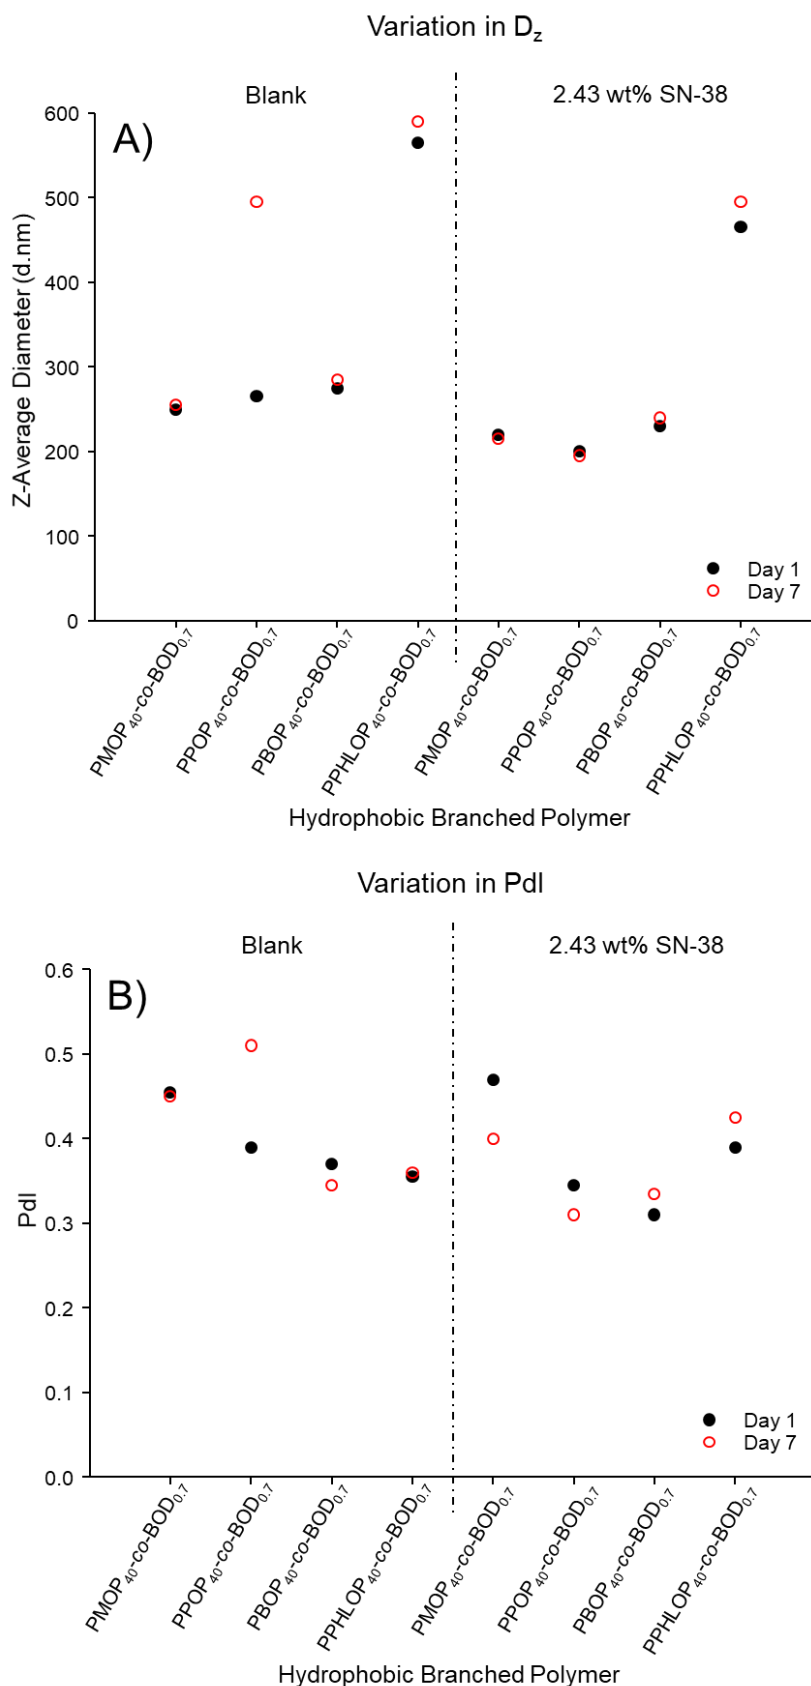 Variation in D_z
Blank
2.43 wt% SN-38
A)
Z-Average Diameter (d.nm)
600
500
400
300
200
100
0
Day 1
Day 7
PMOP40-co-BOD0.7
PPOP40-co-BOD0.7
PBOP40-co-BOD0.7
PPHLOP40-co-BOD0.7
PMOP40-co-BOD0.7
PPOP40-co-BOD0.7
PBOP40-co-BOD0.7
PPHLOP40-co-BOD0.7
Hydrophobic Branched Polymer
Variation in PdI
Blank
2.43 wt% SN-38
B)
PdI
0.6
0.5
0.4
0.3
0.2
0.1
0.0
Day 1
Day 7
PMOP40-co-BOD0.7
PPOP40-co-BOD0.7
PBOP40-co-BOD0.7
PPHLOP40-co-BOD0.7
PMOP40-co-BOD0.7
PPOP40-co-BOD0.7
PBOP40-co-BOD0.7
PPHLOP40-co-BOD0.7
Hydrophobic Branched Polymer